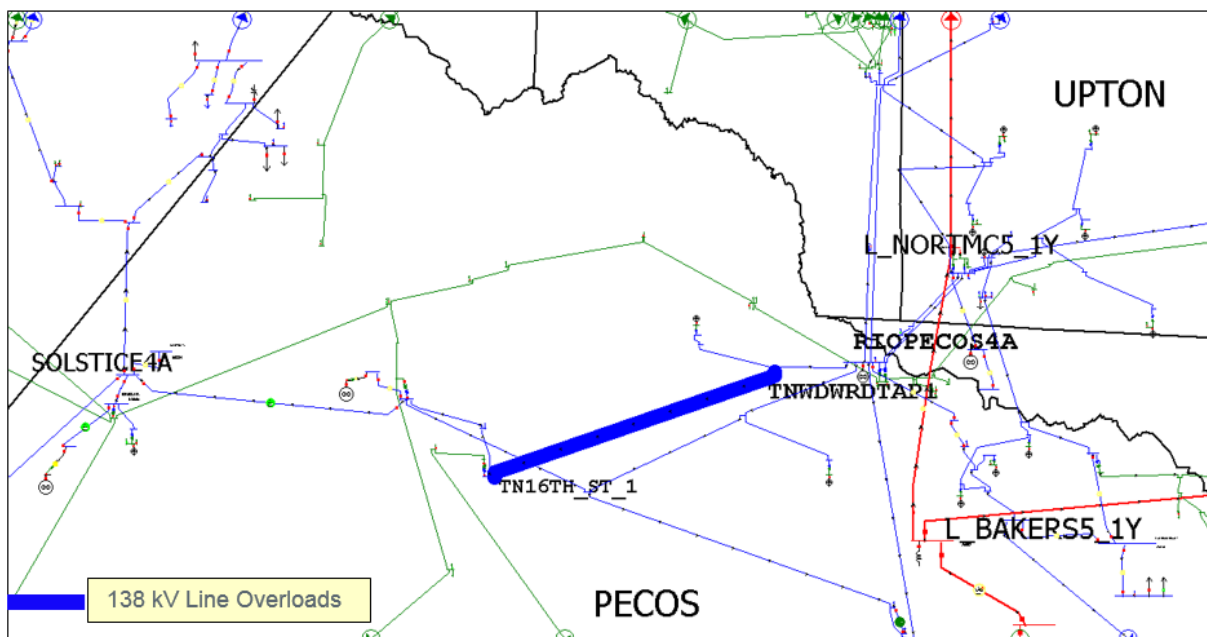 UPTON
L_NORTMC5_1Y
RIOPECOS4A
SOLSTICE4A
TNWDWRDTAP1
TN16TH_ST_1
L_BAKERS5_1Y
138 kV Line Overloads
PECOS